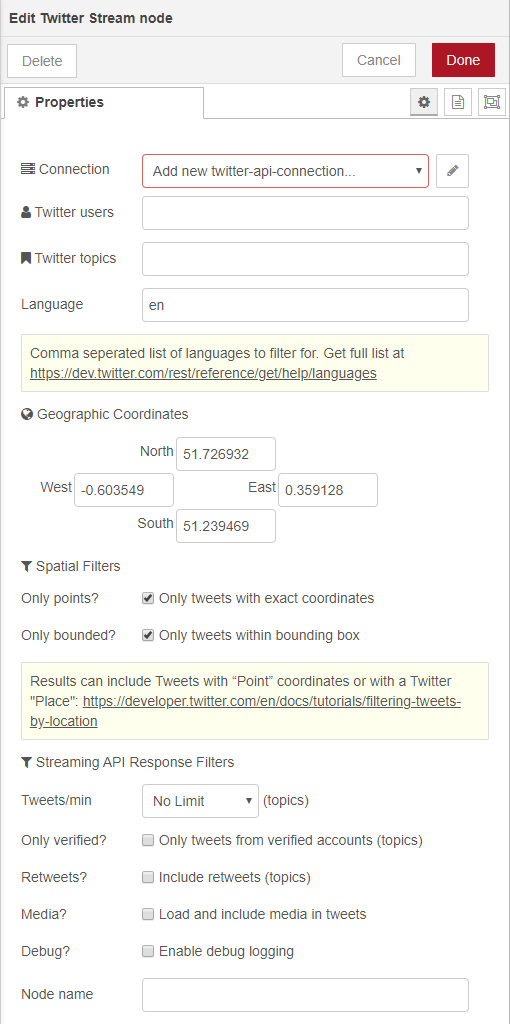 Edit Twitter Stream node
Delete
Cancel
Done
Properties
Connection
Add new twitter-api-connection...
Twitter users
Twitter topics
Language
en
Comma seperated list of languages to filter for. Get full list at
https://dev.twitter.com/rest/reference/get/help/languages
Geographic Coordinates
North 51.726932
West -0.603549
East 0.359128
South 51.239469
Spatial Filters
Only points? Only tweets with exact coordinates
Only bounded? Only tweets within bounding box
Results can include Tweets with “Point” coordinates or with a Twitter
"Place": https://developer.twitter.com/en/docs/tutorials/filtering-tweets-
by-location
Streaming API Response Filters
Tweets/min No Limit (topics)
Only verified? Only tweets from verified accounts (topics)
Retweets? Include retweets (topics)
Media? Load and include media in tweets
Debug? Enable debug logging
Node name